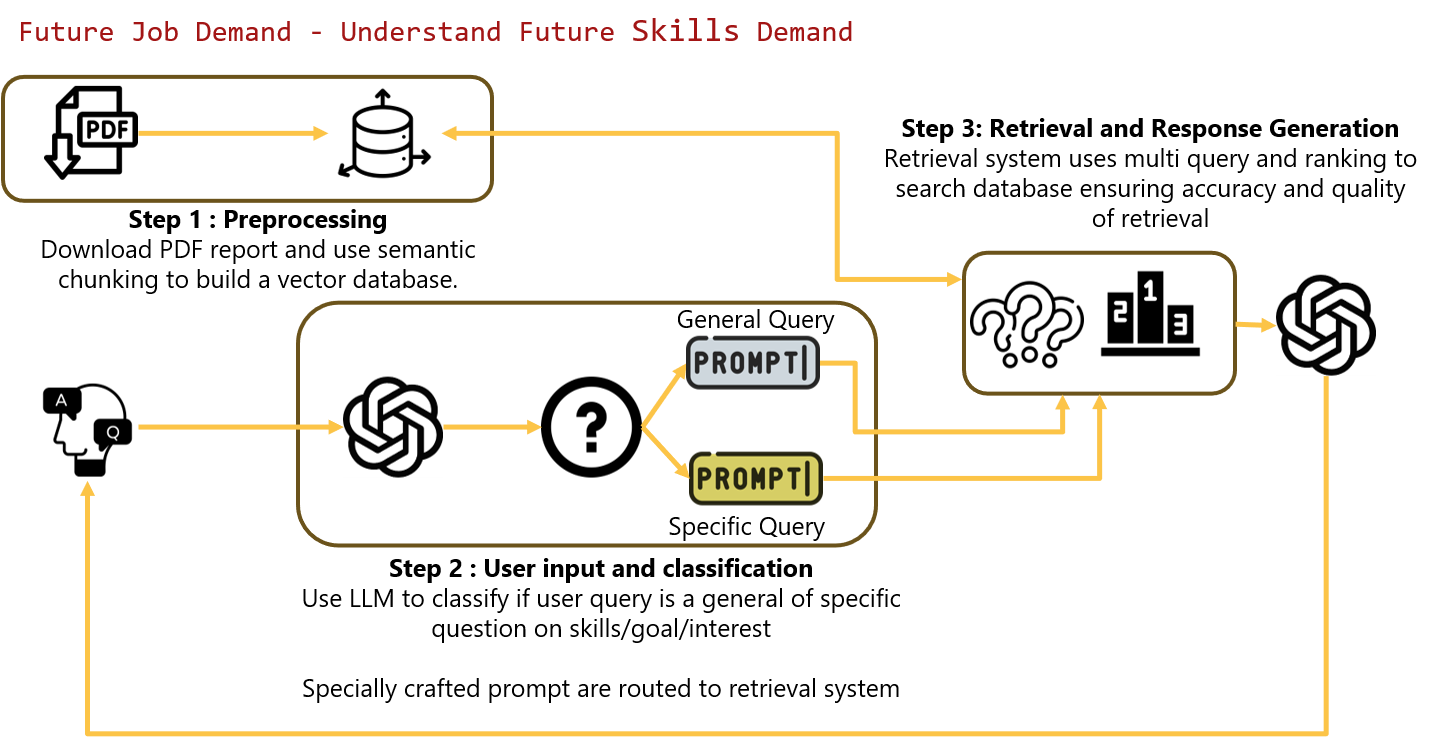 Future Job Demand - Understand Future Skills Demand
PDF
Step 1 : Preprocessing
Download PDF report and use semantic
chunking to build a vector database.
Step 3: Retrieval and Response Generation
Retrieval system uses multi query and ranking to
search database ensuring accuracy and quality
of retrieval
1
2
3
General Query
PROMPT|
A
Q
?
PROMPT|
Specific Query
Step 2 : User input and classification
Use LLM to classify if user query is a general of specific
question on skills/goal/interest
Specially crafted prompt are routed to retrieval system